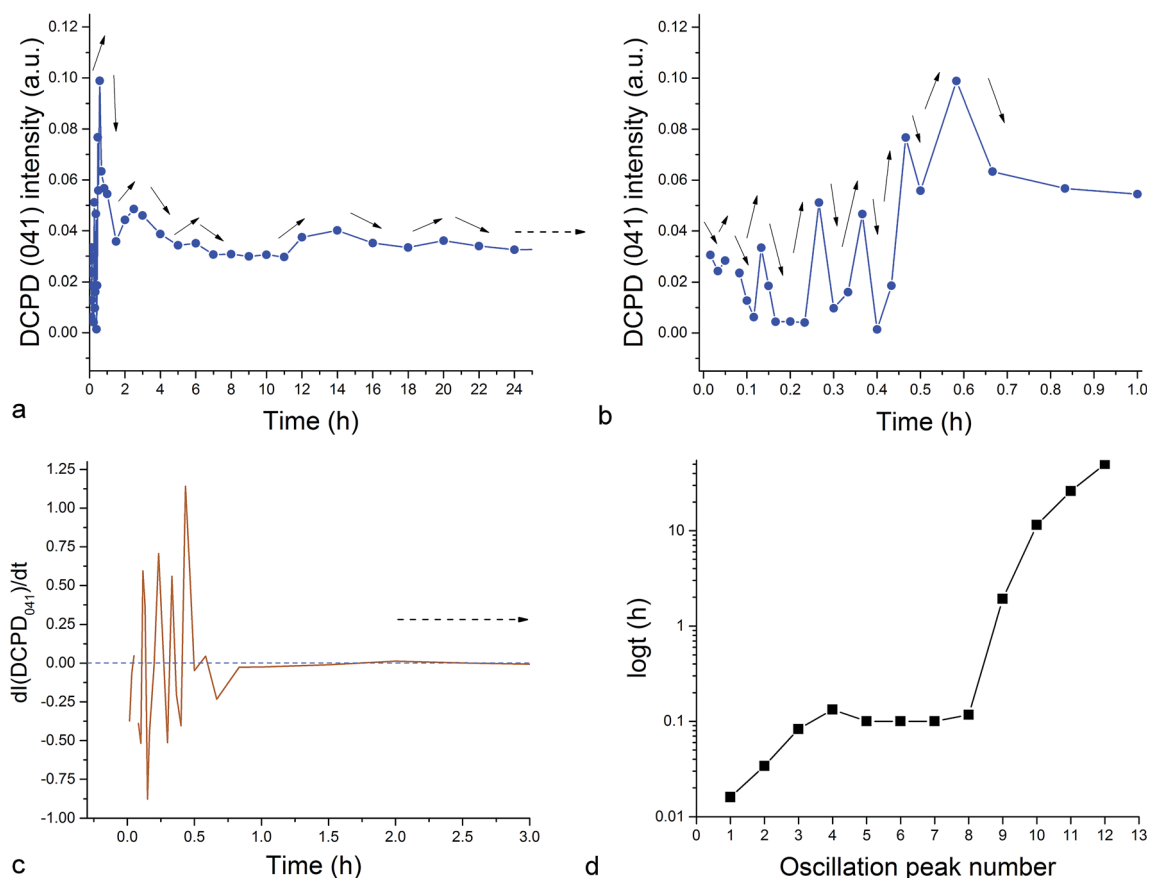 0.12
0.10
0.08
0.06
0.04
0.02
0.00
DCPD (041) intensity (a.u.)
0 2 4 6 8 10 12 14 16 18 20 22 24
Time (h)
a
0.12
0.10
0.08
0.06
0.04
0.02
0.00
DCPD (041) intensity (a.u.)
0.0 0.1 0.2 0.3 0.4 0.5 0.6 0.7 0.8 0.9 1.0
Time (h)
b
1.25
1.00
0.75
0.50
0.25
0.00
-0.25
-0.50
-0.75
-1.00
dI(DCPD041)/dt
0.0 0.5 1.0 1.5 2.0 2.5 3.0
Time (h)
c
10
1
0.1
0.01
logt (h)
0 1 2 3 4 5 6 7 8 9 10 11 12 13
Oscillation peak number
d